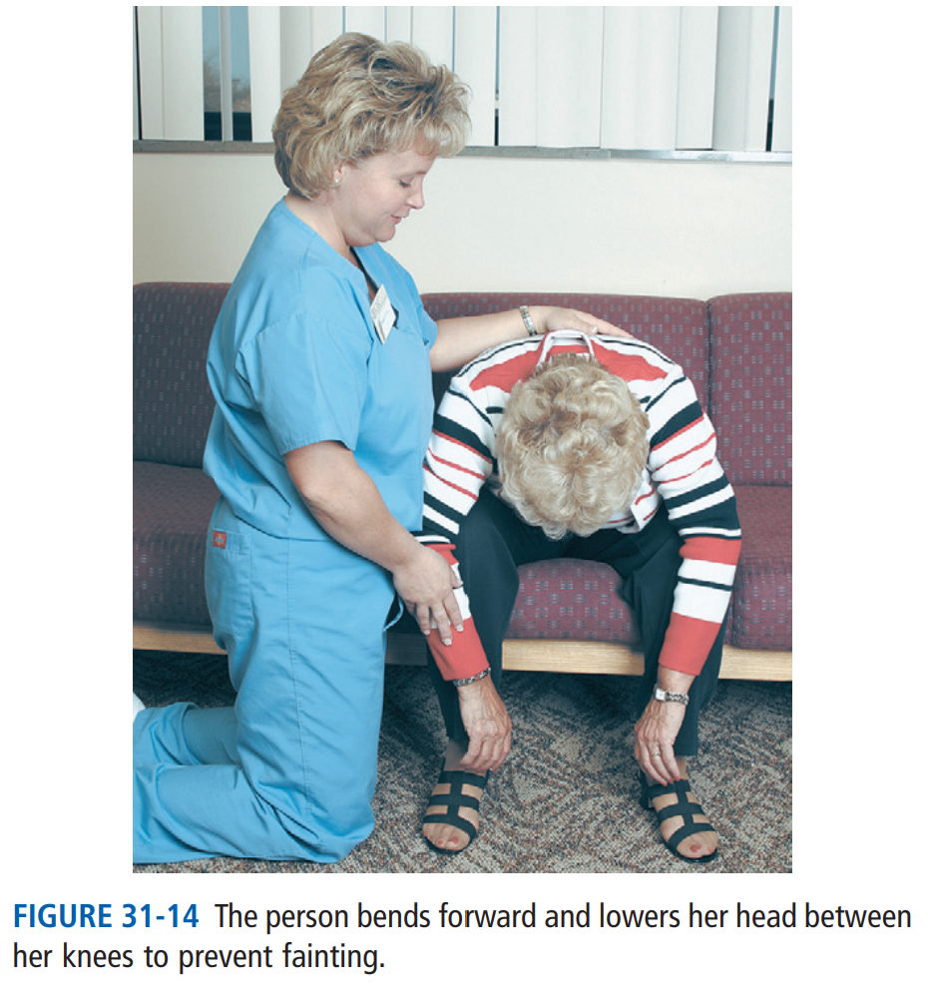 FIGURE 31-14 The person bends forward and lowers her head between
her knees to prevent fainting.